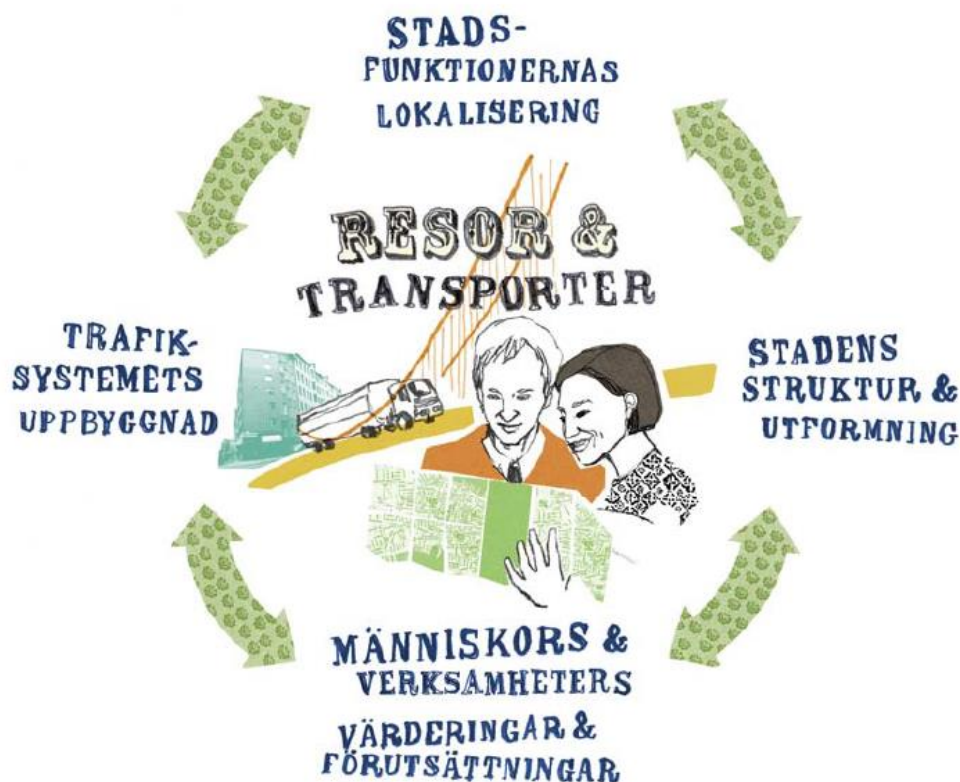 STADS-
FUNKTIONERNAS
LOKALISERING
RESOR &
TRANSPORTER
TRAFIK-
SYSTEMETS
UPPBYGGNAD
STADENS
STRUKTUR &
UTFORMNING
MÄNNISKORS &
VERKSAMHETERS
VÄRDERINGAR &
FÖRUTSÄTTNINGAR